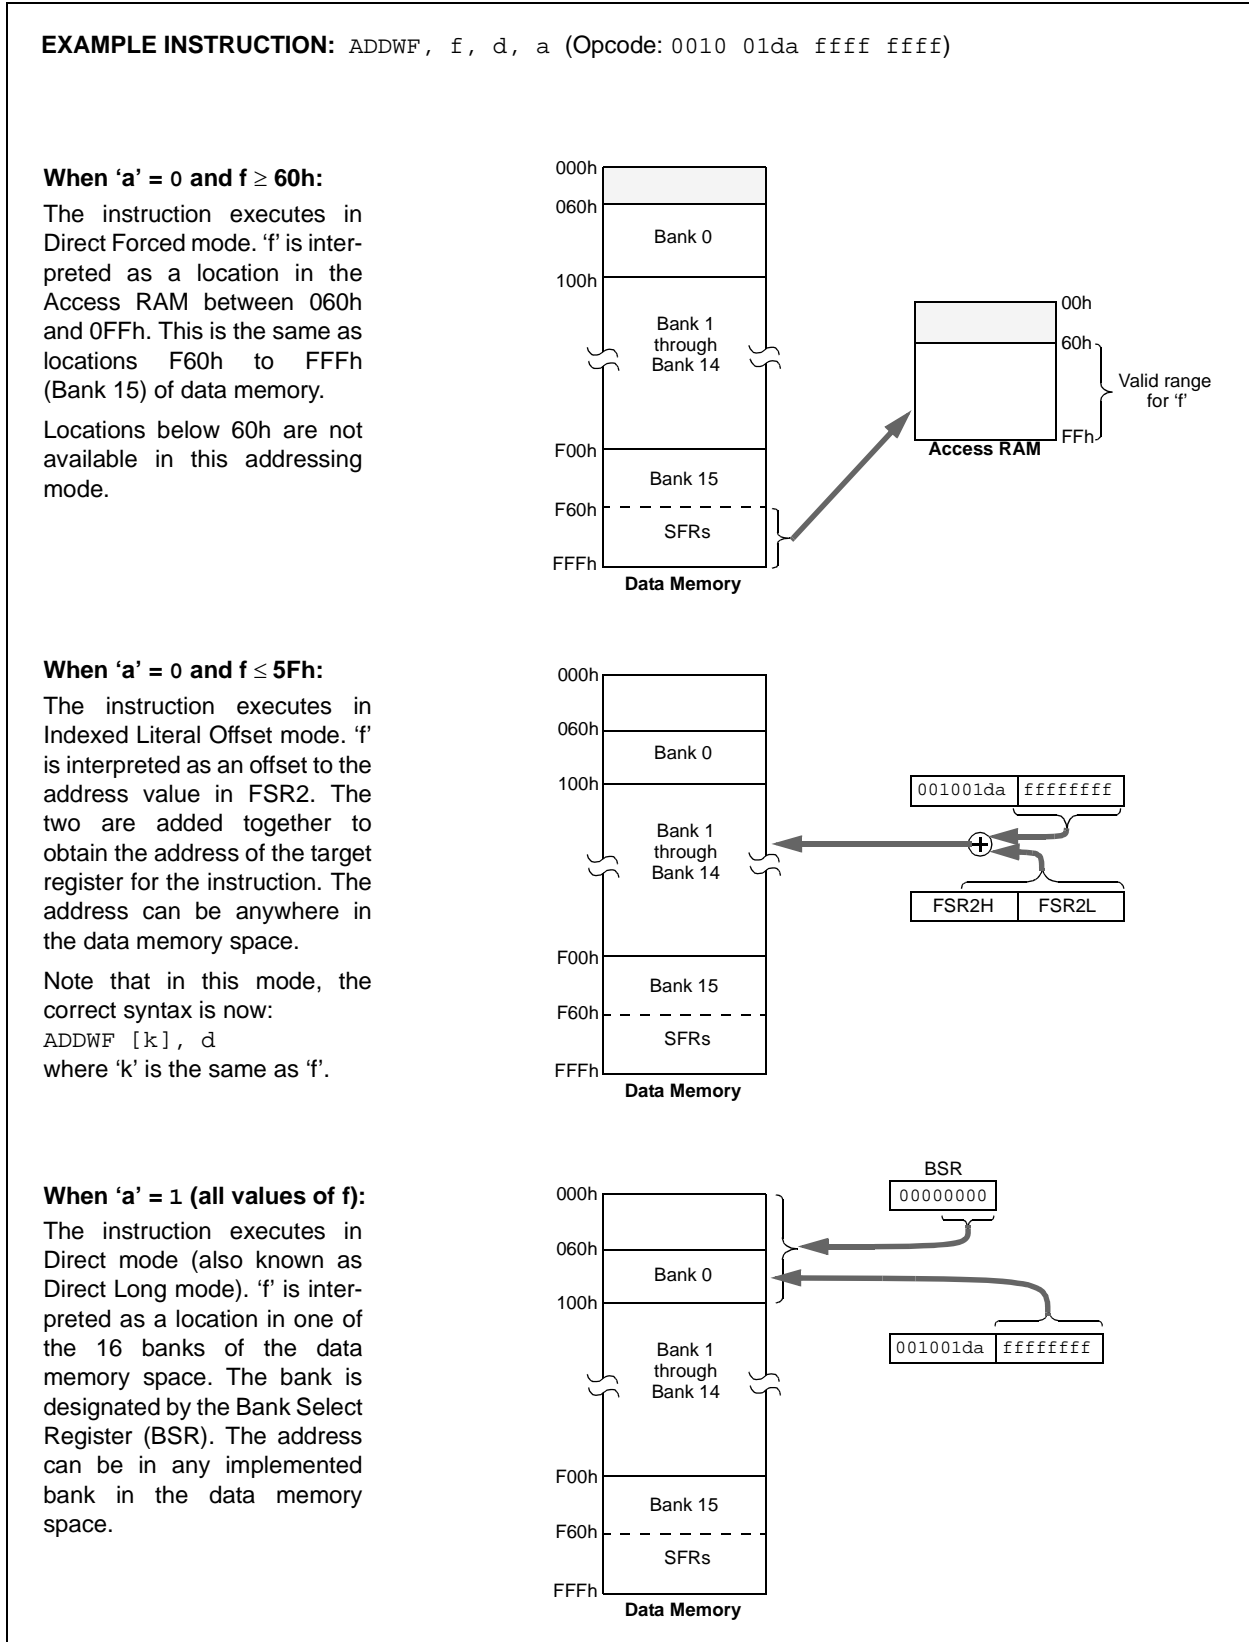 EXAMPLE INSTRUCTION: ADDWF, f, d, a (Opcode: 0010 01da ffff ffff)
When ‘a’ = 0 and f ≥ 60h:
The instruction executes in
Direct Forced mode. ‘f’ is inter-
preted as a location in the
Access RAM between 060h
and 0FFh. This is the same as
locations F60h to FFFh
(Bank 15) of data memory.
Locations below 60h are not
available in this addressing
mode.
000h
060h
Bank 0
100h
Bank 1
through
Bank 14
F00h
Bank 15
F60h
SFRs
FFFh
Data Memory
00h
60h
Valid range
for ‘f’
FFh
Access RAM
When ‘a’ = 0 and f ≤ 5Fh:
The instruction executes in
Indexed Literal Offset mode. ‘f’
is interpreted as an offset to the
address value in FSR2. The
two are added together to
obtain the address of the target
register for the instruction. The
address can be anywhere in
the data memory space.
Note that in this mode, the
correct syntax is now:
ADDWF [k], d
where ‘k’ is the same as ‘f’.
000h
060h
Bank 0
100h
Bank 1
through
Bank 14
F00h
Bank 15
F60h
SFRs
FFFh
Data Memory
001001da ffffffff
FSR2H FSR2L
When ‘a’ = 1 (all values of f):
The instruction executes in
Direct mode (also known as
Direct Long mode). ‘f’ is inter-
preted as a location in one of
the 16 banks of the data
memory space. The bank is
designated by the Bank Select
Register (BSR). The address
can be in any implemented
bank in the data memory
space.
000h
060h
Bank 0
100h
Bank 1
through
Bank 14
F00h
Bank 15
F60h
SFRs
FFFh
Data Memory
BSR
00000000
001001da ffffffff